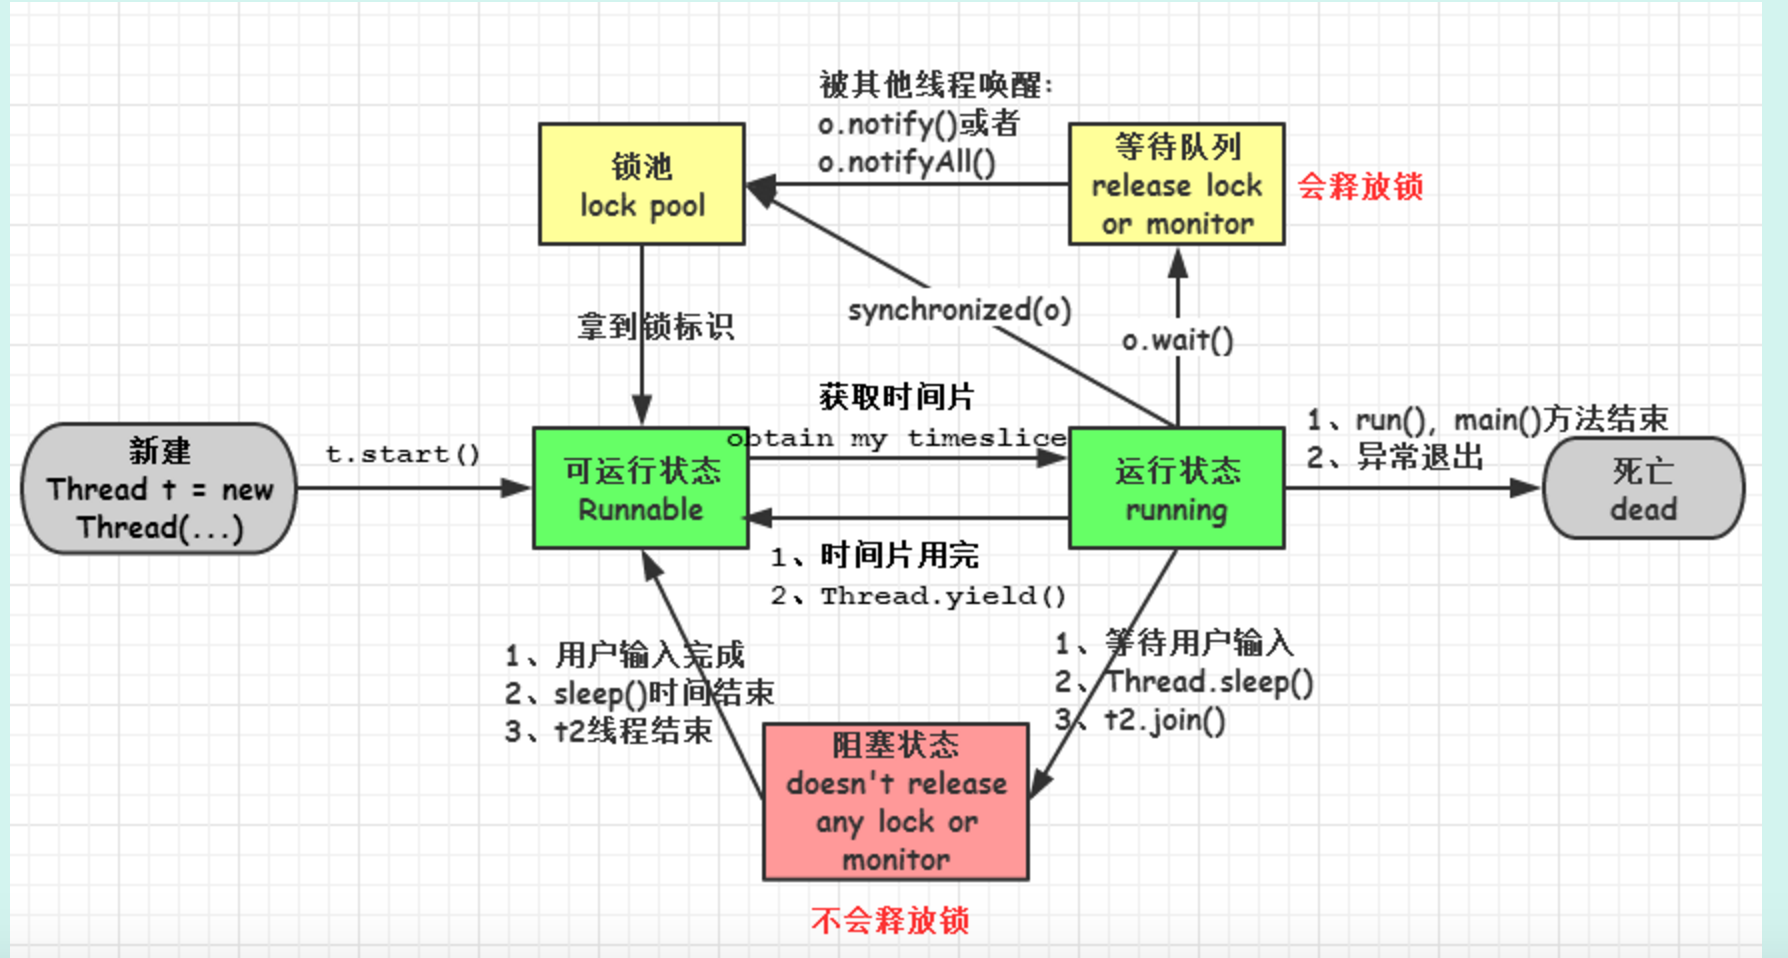 被其他线程唤醒:
o.notify()或者
o.notifyAll()
锁池
lock pool
等待队列
release lock
or monitor
会释放锁
synchronized(o)
拿到锁标识
o.wait()
获取时间片
obtain my timeslice
1、run(), main()方法结束
2、异常退出
新建
Thread t = new
Thread(...)
t.start()
可运行状态
Runnable
运行状态
running
死亡
dead
1、时间片用完
2、Thread.yield()
1、用户输入完成
2、sleep()时间结束
3、t2线程结束
1、等待用户输入
2、Thread.sleep()
3、t2.join()
阻塞状态
doesn't release
any lock or
monitor
不会释放锁